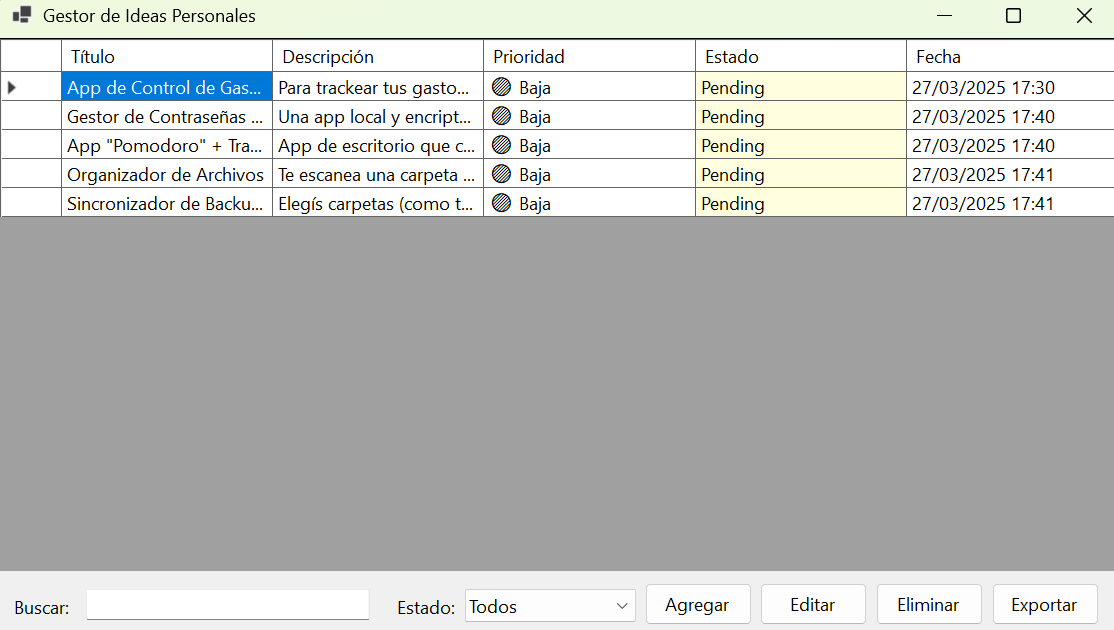 Gestor de Ideas Personales
Título Descripción Prioridad Estado Fecha
App de Control de Gas... Para trackear tus gasto... Baja Pending 27/03/2025 17:30
Gestor de Contraseñas ... Una app local y encript... Baja Pending 27/03/2025 17:40
App "Pomodoro" + Tra... App de escritorio que c... Baja Pending 27/03/2025 17:40
Organizador de Archivos Te escanea una carpeta ... Baja Pending 27/03/2025 17:41
Sincronizador de Backu... Elegís carpetas (como t... Baja Pending 27/03/2025 17:41
Buscar: Estado: Todos Agregar Editar Eliminar Exportar